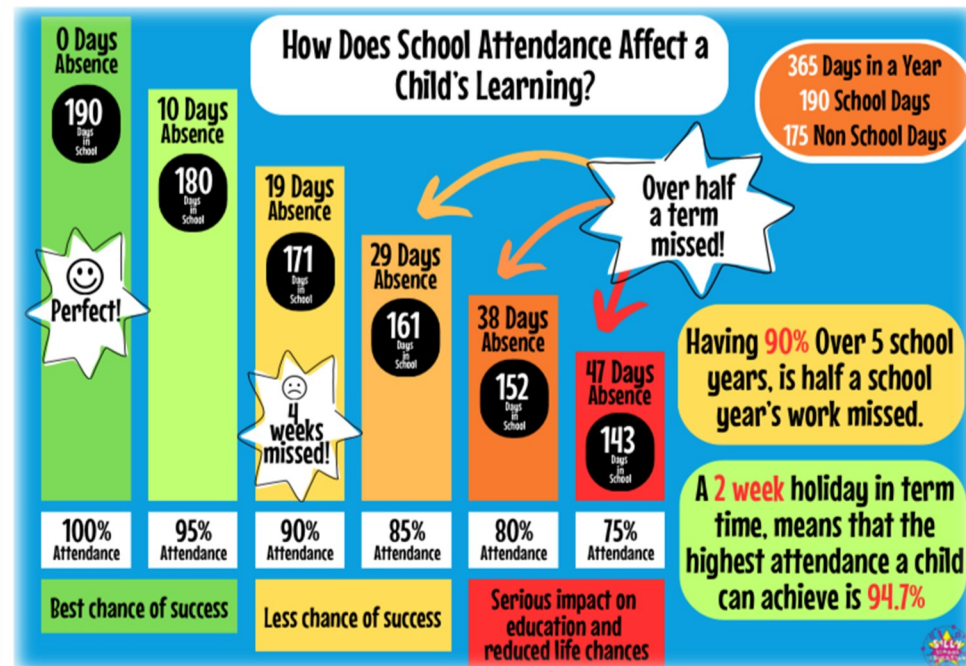 How Does School Attendance Affect a
Child's Learning?
365 Days in a Year
190 School Days
175 Non School Days
0 Days
Absence
190
Days
in
School
Perfect!
100%
Attendance
10 Days
Absence
180
Days
in
School
95%
Attendance
19 Days
Absence
171
Days
in
School
4
weeks
missed!
90%
Attendance
29 Days
Absence
161
Days
in
School
85%
Attendance
38 Days
Absence
152
Days
in
School
80%
Attendance
47 Days
Absence
143
Days
in
School
75%
Attendance
Over half
a term
missed!
Having 90% Over 5 school
years, is half a school
year's work missed.
A 2 week holiday in term
time, means that the
highest attendance a child
can achieve is 94.7%
Best chance of success
Less chance of success
Serious impact on
education and
reduced life chances